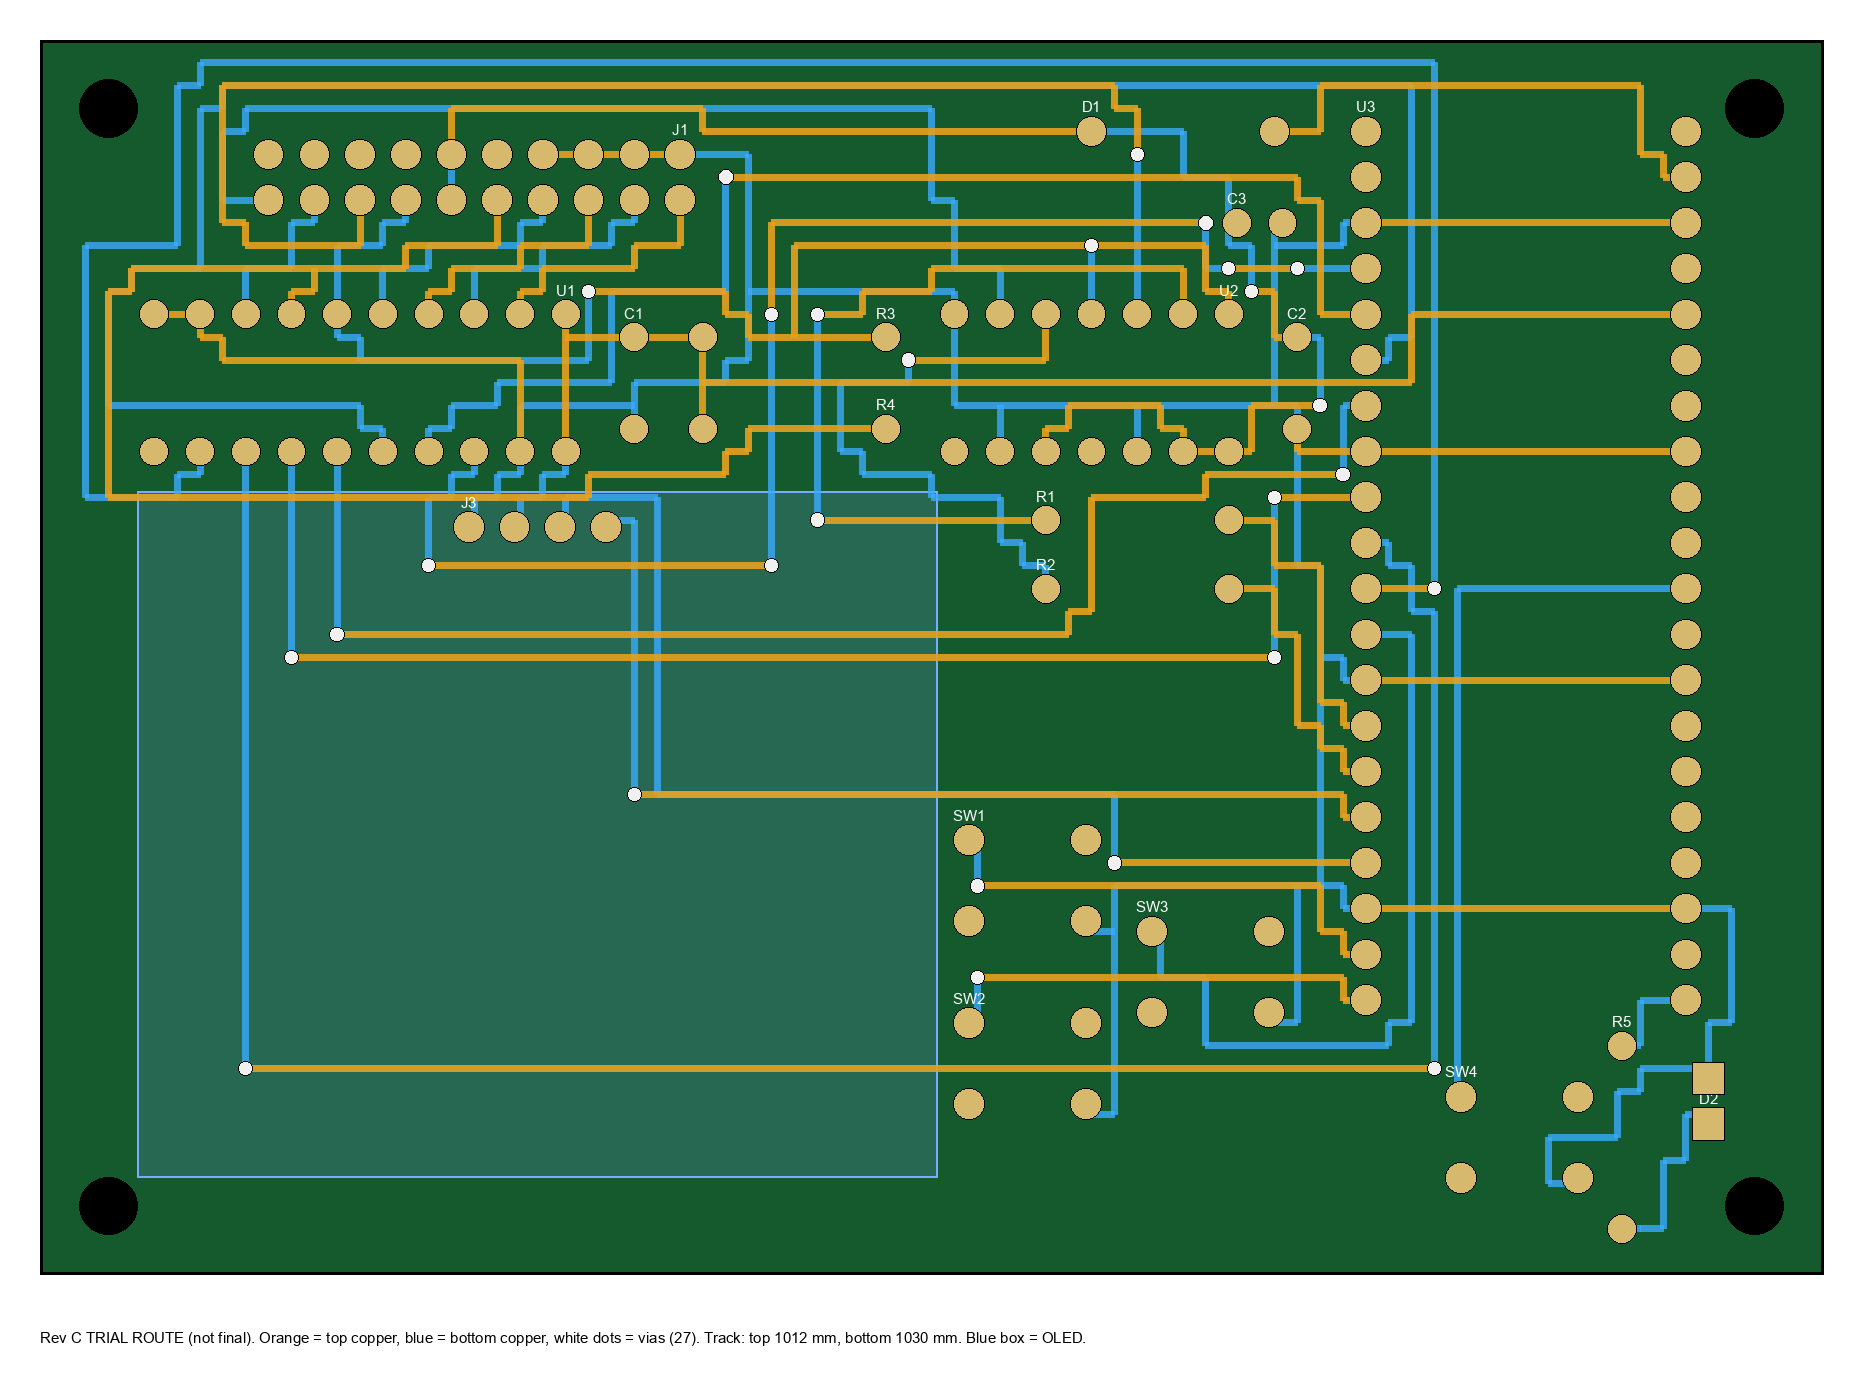 D1
U3
J1
C3
U1
U2
C1
R3
C2
R4
J3
R1
R2
SW1
SW3
SW2
R5
SW4
D2
Rev C TRIAL ROUTE (not final). Orange = top copper, blue = bottom copper, white dots = vias (27). Track: top 1012 mm, bottom 1030 mm. Blue box = OLED.